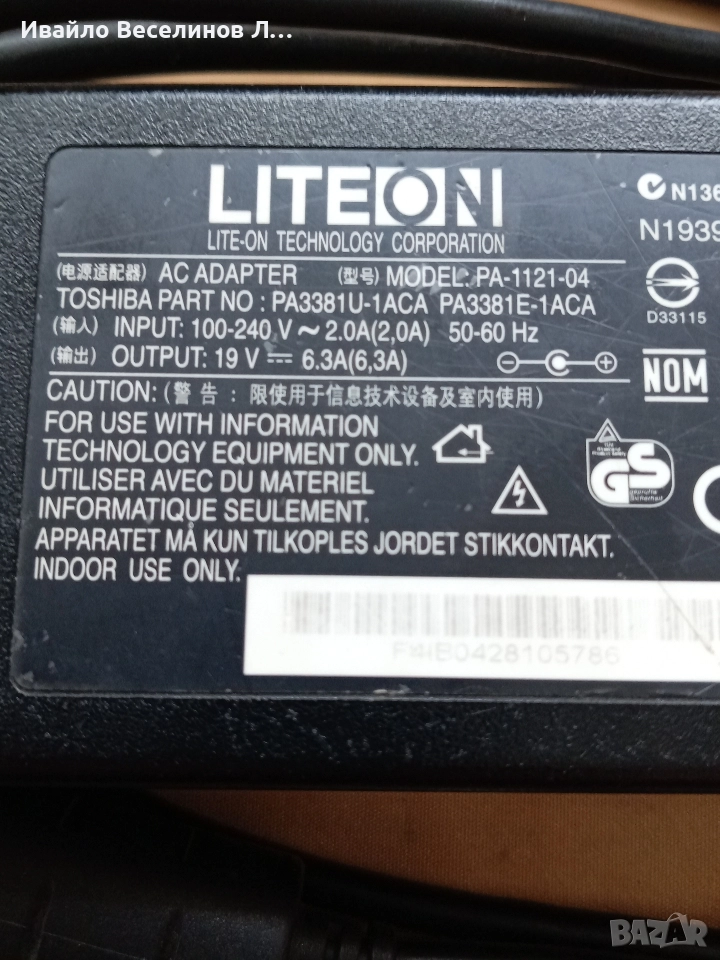 Ивайло Веселинов Л...
LITEON
LITE-ON TECHNOLOGY CORPORATION
(电源适配器) AC ADAPTER (型号) MODEL: PA-1121-04
TOSHIBA PART NO : PA3381U-1ACA PA3381E-1ACA
(输入) INPUT: 100-240 V ~ 2.0A(2,0A) 50-60 Hz
(输出) OUTPUT: 19 V ⎓ 6.3A(6,3A)
CAUTION: (警 告 : 限使用于信息技术设备及室内使用)
FOR USE WITH INFORMATION
TECHNOLOGY EQUIPMENT ONLY.
UTILISER AVEC DU MATERIEL
INFORMATIQUE SEULEMENT.
APPARATET MÅ KUN TILKOPLES JORDET STIKKONTAKT.
INDOOR USE ONLY.
N136
N1939
D33115
NOM
GS
geprüfte
Sicherheit
BAZAR